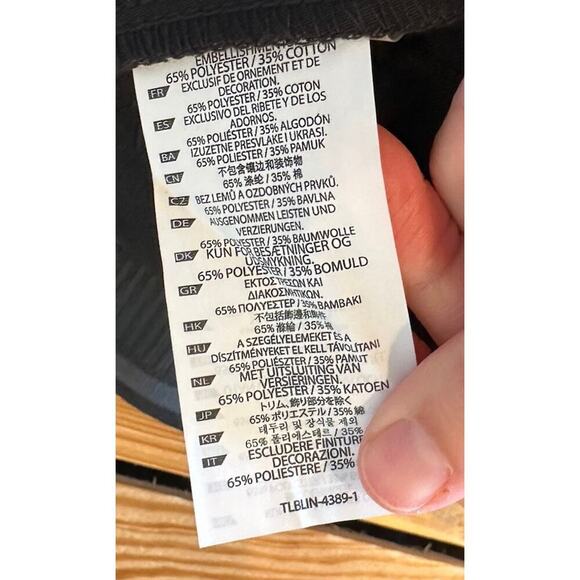 EMBELLISHMENT
65% POLYESTER / 35% COTTON
FR EXCLUSIF DE ORNEMENT ET DE
DECORATION.
65% POLYESTER / 35% COTON
ES EXCLUSIVO DEL RIBETE Y DE LOS
ADORNOS.
65% POLIÉSTER / 35% ALGODÓN
BA IZUZETNE PRESVLAKE I UKRASI.
65% POLIESTER / 35% PAMUK
CN 不包含镶边和装饰物
65% 涤纶 / 35% 棉
CZ BEZ LEMŮ A OZDOBNÝCH PRVKŮ.
65% POLYESTER / 35% BAVLNA
DE AUSGENOMMEN LEISTEN UND
VERZIERUNGEN.
65% POLYESTER / 35% BAUMWOLLE
DK KUN FOR BESÆTNINGER OG
UDSMYKNING.
65% POLYESTER / 35% BOMULD
GR ΕΚΤΟΣ ΤΡΕΣΩΝ ΚΑΙ
ΔΙΑΚΟΣΜΗΤΙΚΩΝ.
65% ΠΟΛΥΕΣΤΕΡ / 35% ΒΑΜΒΑΚΙ
HK 不包括飾邊和飾件
65% 滌綸 / 35% 棉
HU A SZEGÉLYELEMEKET ÉS A
DÍSZÍTMÉNYEKET EL KELL TÁVOLÍTANI
65% POLIÉSZTER / 35% PAMUT
NL MET UITSLUITING VAN
VERSIERINGEN.
65% POLYESTER / 35% KATOEN
JP トリム、飾り部分を除く
65% ポリエステル / 35% 綿
KR 테두리 및 장식물 제외
65% 폴리에스테르 / 35%
IT ESCLUDERE FINITURE
DECORAZIONI.
65% POLIESTERE / 35%
TLBLIN-4389-1